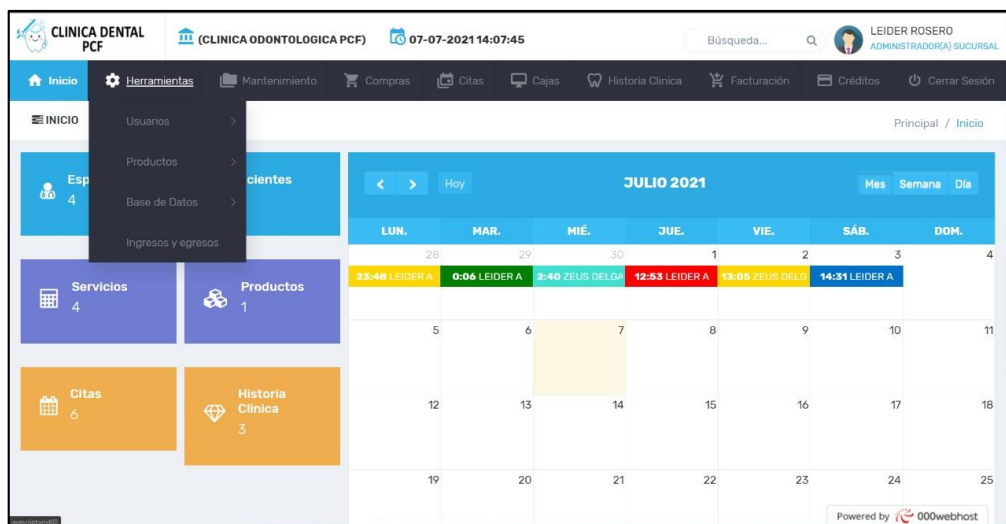 CLINICA DENTAL
PCF
(CLINICA ODONTOLOGICA PCF)
07-07-2021 14:07:45
Búsqueda...
LEIDER ROSERO
ADMINISTRADOR(A) SUCURSAL
Inicio Herramientas Mantenimiento Compras Citas Cajas Historia Clinica Facturación Créditos Cerrar Sesión
INICIO
Principal / Inicio
Usuarios
Productos
Base de Datos
Ingresos y egresos
Esp
4
cientes
Servicios
4
Productos
1
Citas
6
Historia
Clinica
3
Hoy
JULIO 2021
Mes Semana Día
LUN. MAR. MIÉ. JUE. VIE. SÁB. DOM.
28 29 30 1 2 3 4
23:48 LEIDER A 0:06 LEIDER A 2:40 ZEUS DELGA 12:53 LEIDER A 13:05 ZEUS DELG 14:31 LEIDER A
5 6 7 8 9 10 11
12 13 14 15 16 17 18
19 20 21 22 23 24 25
Powered by 000webhost